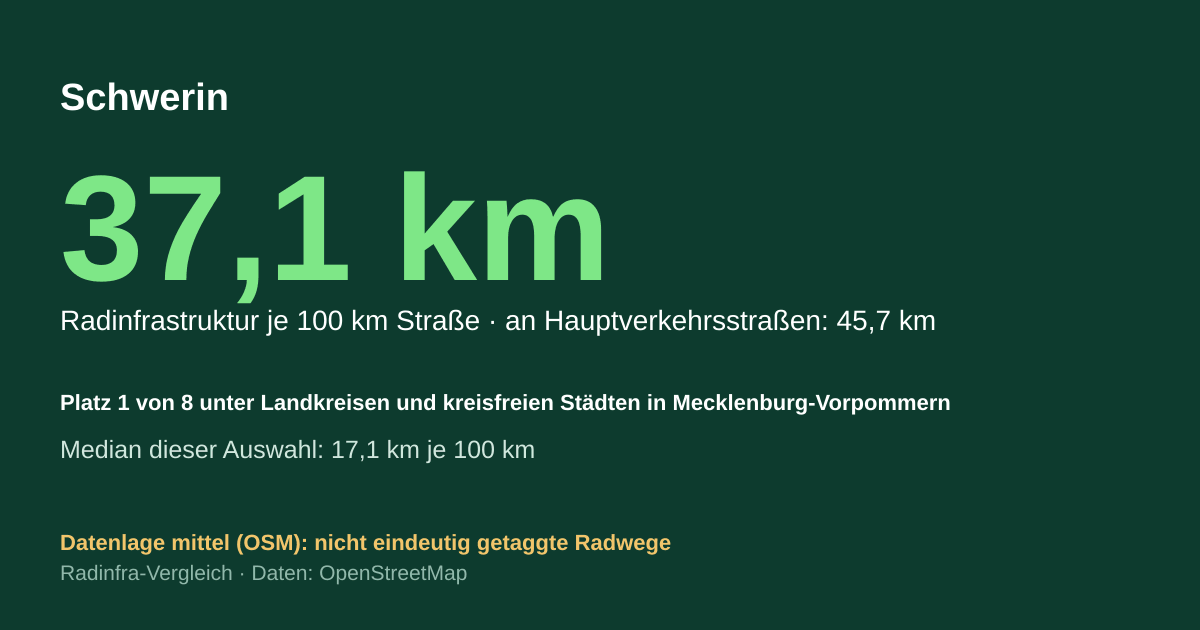 Schwerin
37,1 km
Radinfrastruktur je 100 km Straße · an Hauptverkehrsstraßen: 45,7 km
Platz 1 von 8 unter Landkreisen und kreisfreien Städten in Mecklenburg-Vorpommern
Median dieser Auswahl: 17,1 km je 100 km
Datenlage mittel (OSM): nicht eindeutig getaggte Radwege
Radinfra-Vergleich · Daten: OpenStreetMap